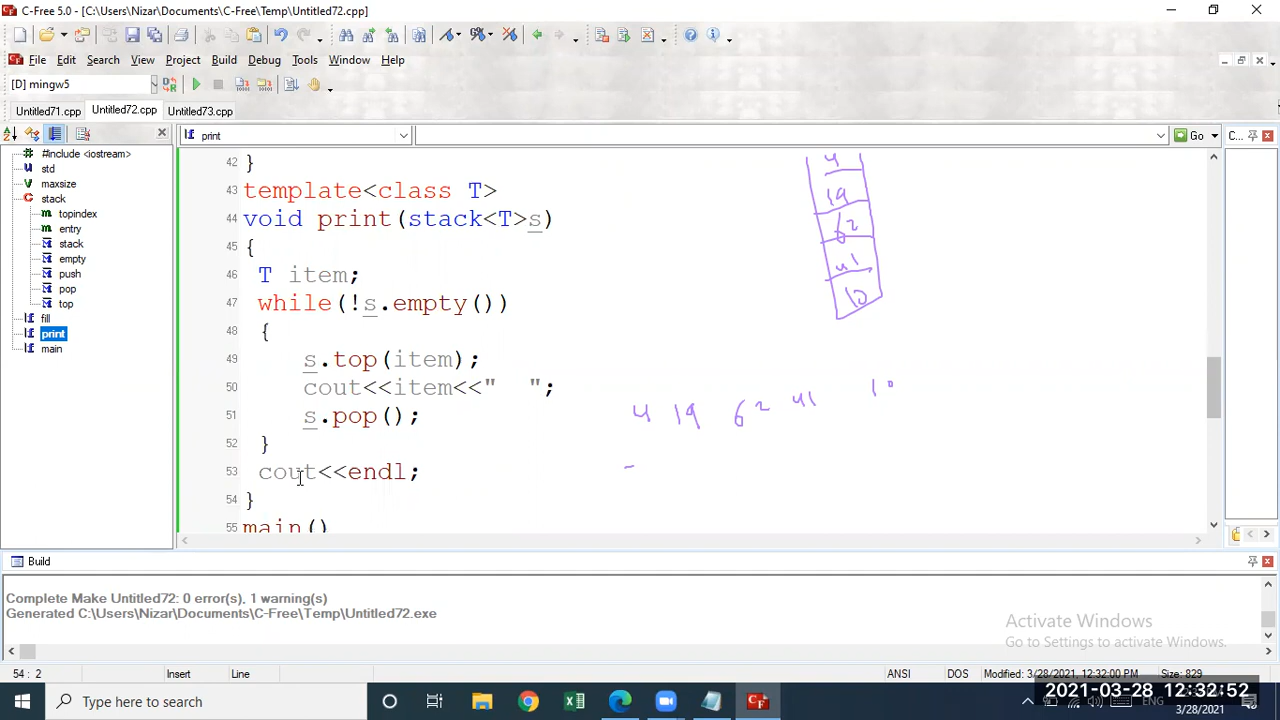 C-Free 5.0 - [C:\Users\Nizar\Documents\C-Free\Temp\Untitled72.cpp]
File Edit Search View Project Build Debug Tools Window Help
[D] mingw5
Untitled71.cpp Untitled72.cpp Untitled73.cpp
print
Go
C...
#include <iostream>
std
maxsize
stack
topindex
entry
stack
empty
push
pop
top
fill
print
main
42 }
43 template<class T>
44 void print(stack<T>s)
45 {
46 T item;
47 while(!s.empty())
48 {
49 s.top(item);
50 cout<<item<<"  ";
51 s.pop();
52 }
53 cout<<endl;
54 }
55 main()
4
19
62
41
10
4 19 62 41 10
Build
Complete Make Untitled72: 0 error(s), 1 warning(s)
Generated C:\Users\Nizar\Documents\C-Free\Temp\Untitled72.exe
Activate Windows
Go to Settings to activate Windows.
54 : 2 Insert Line ANSI DOS Modified: 3/28/2021, 12:32:00 PM Size: 829
Type here to search
2021-03-28 12:32:52
ENG
3/28/2021